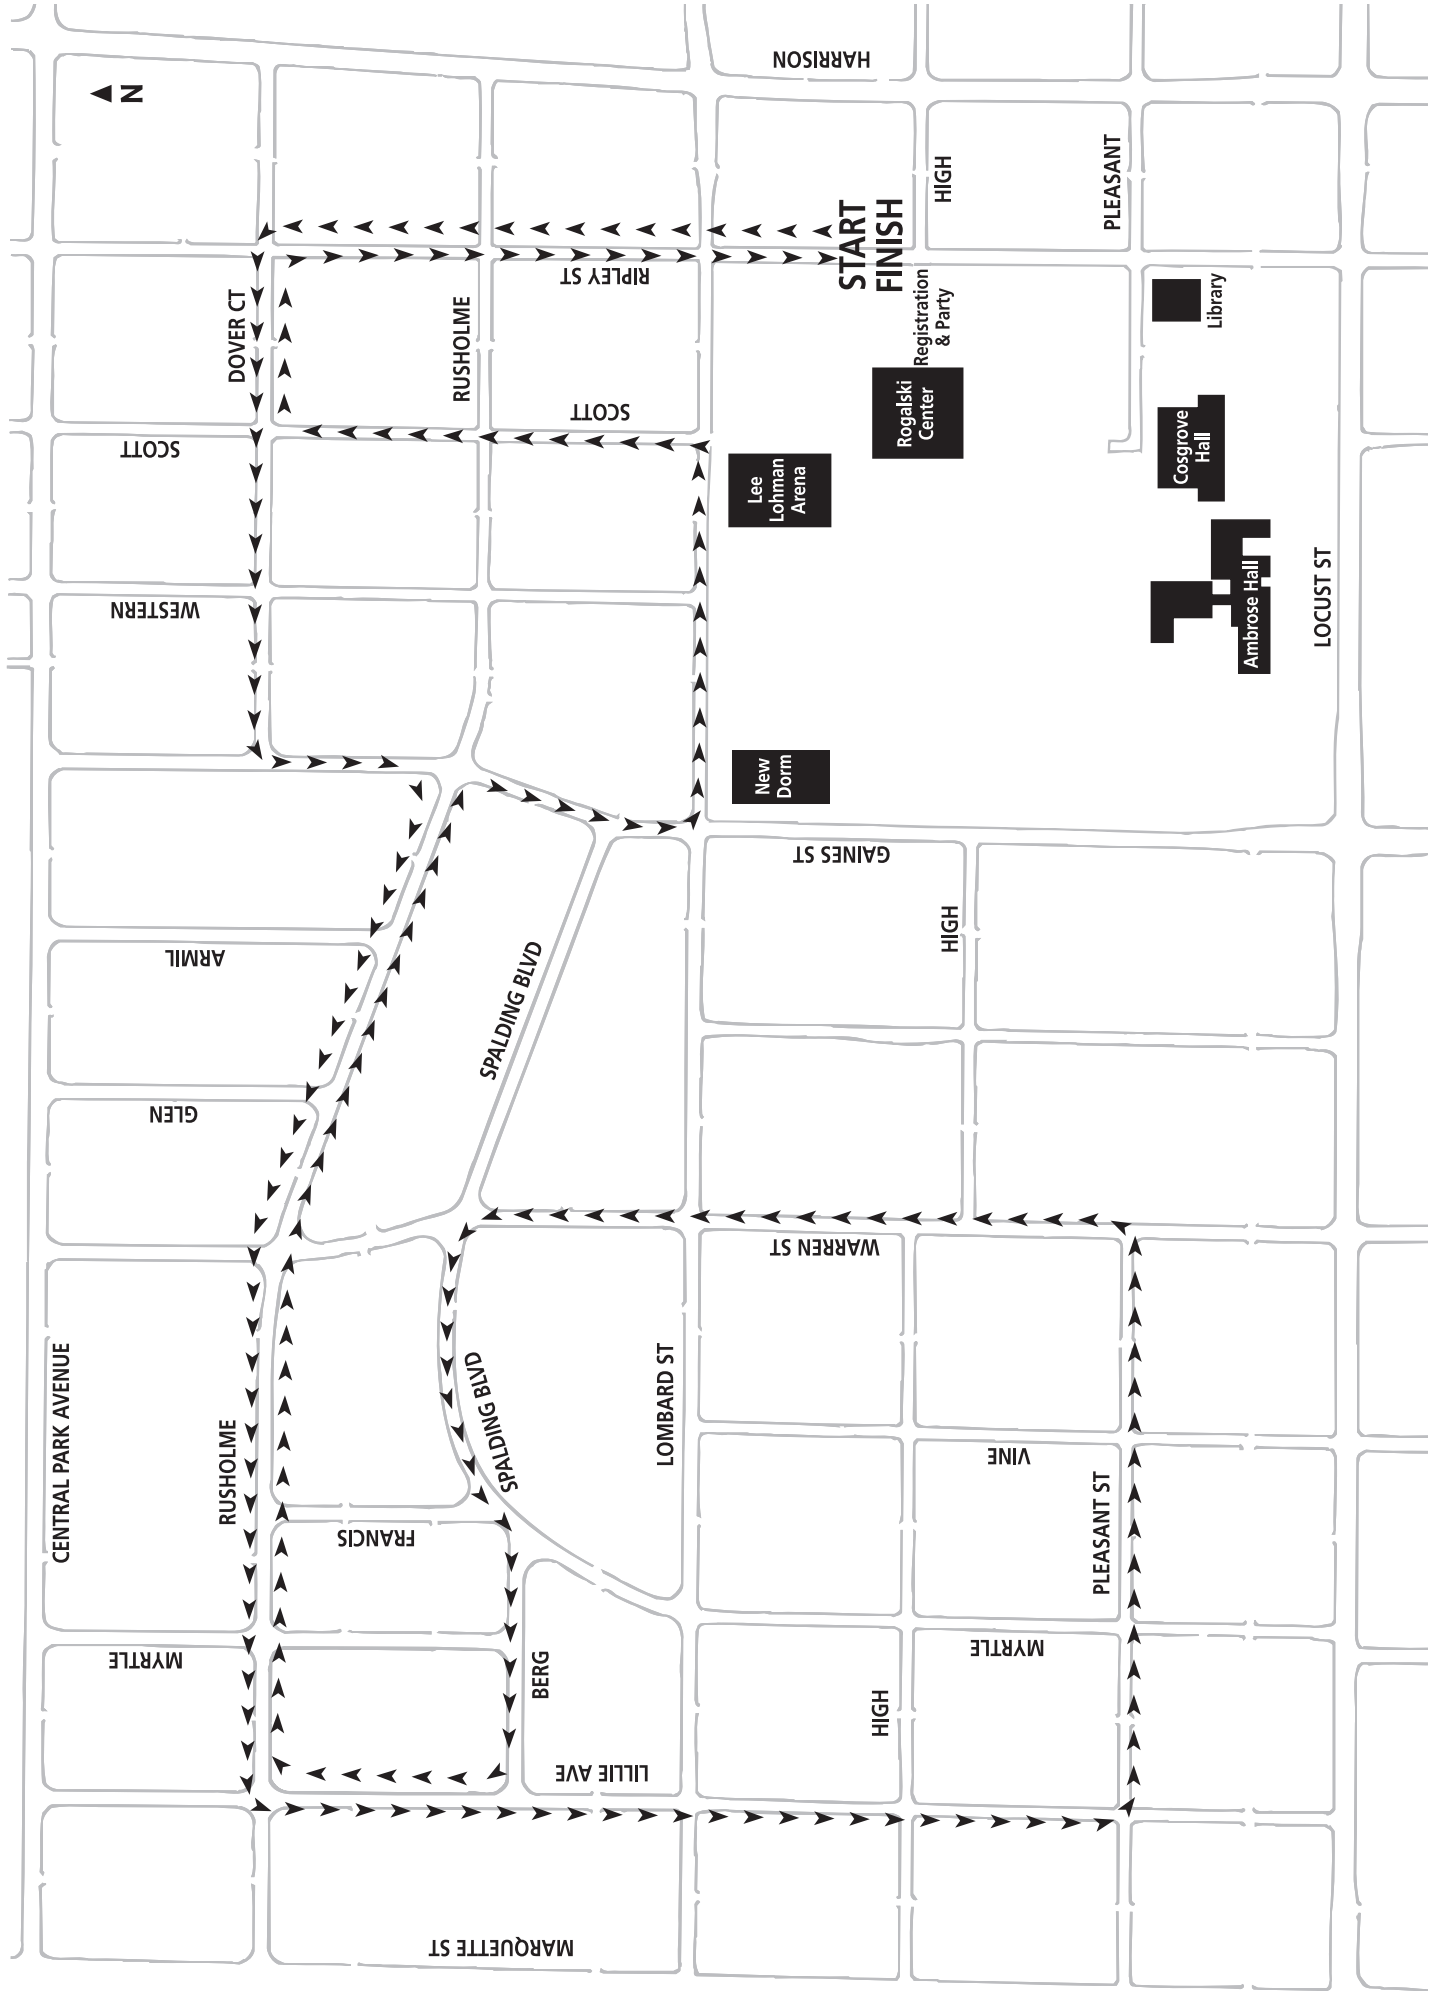 N
HARRISON
HIGH
PLEASANT
START
FINISH
Registration
& Party
RIPLEY ST
DOVER CT
RUSHOLME
SCOTT
SCOTT
Library
Rogalski
Center
Cosgrove
Hall
Lee
Lohman
Arena
Ambrose Hall
LOCUST ST
WESTERN
New
Dorm
GAINES ST
HIGH
ARMIL
SPALDING BLVD
GLEN
WARREN ST
CENTRAL PARK AVENUE
RUSHOLME
SPALDING BLVD
LOMBARD ST
VINE
PLEASANT ST
FRANCIS
MYRTLE
BERG
MYRTLE
HIGH
LILLIE AVE
MARQUETTE ST